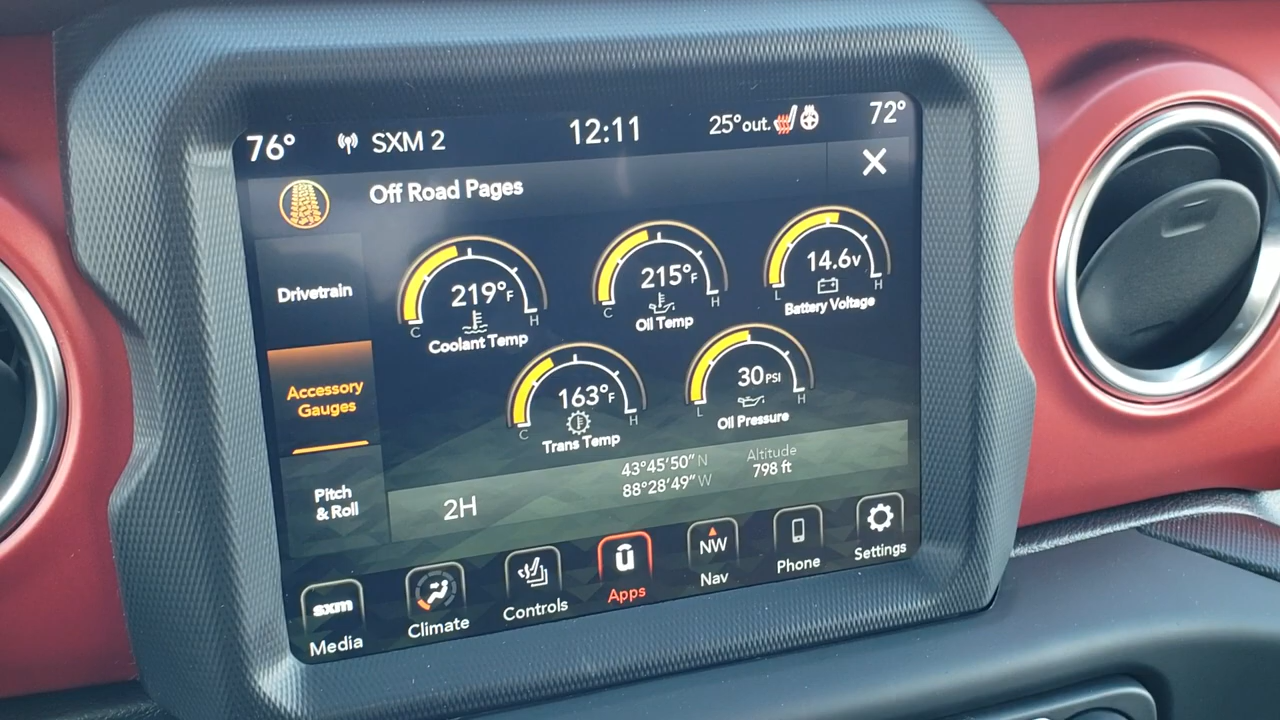 76° SXM 2 12:11 25°out. 72°
Off Road Pages
Drivetrain
Accessory
Gauges
Pitch
& Roll
219°F
C H
Coolant Temp
215°F
C H
Oil Temp
14.6v
L H
Battery Voltage
163°F
C H
Trans Temp
30 PSI
L H
Oil Pressure
2H
43°45'50" N
88°28'49" W
Altitude
798 ft
sxm
Media
Climate
Controls
Apps
NW
Nav
Phone
Settings